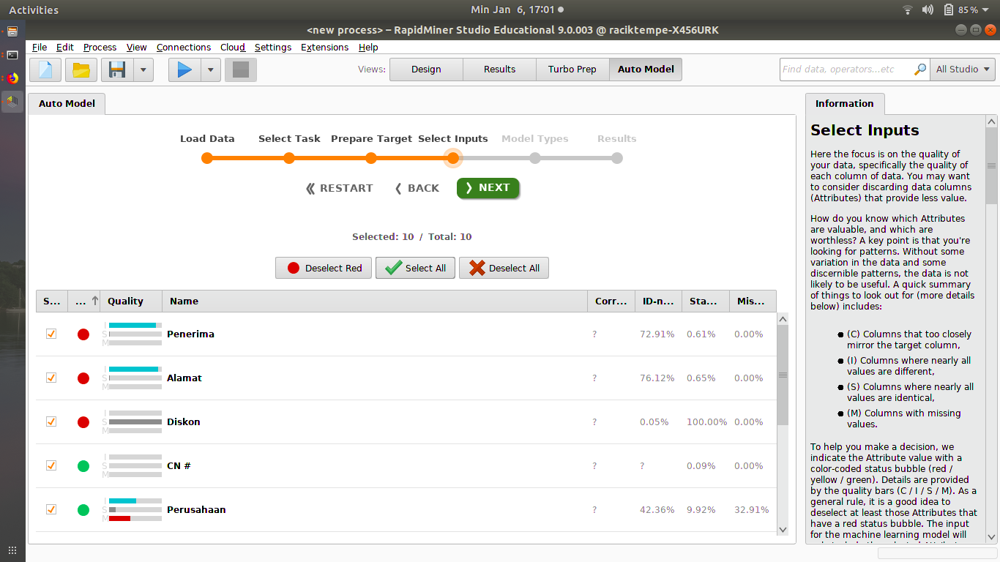 Activities
Min Jan 6, 17:01
85%
<new process> – RapidMiner Studio Educational 9.0.003 @ raciktempe-X456URK
File Edit Process View Connections Cloud Settings Extensions Help
Views: Design Results Turbo Prep Auto Model
Find data, operators...etc
All Studio
Auto Model
Load Data Select Task Prepare Target Select Inputs Model Types Results
RESTART BACK NEXT
Selected: 10 / Total: 10
Deselect Red Select All Deselect All
S... ... Quality Name Corr... ID-n... Sta... Mis...
I
S
M
Penerima ? 72.91% 0.61% 0.00%
I
S
M
Alamat ? 76.12% 0.65% 0.00%
I
S
M
Diskon ? 0.05% 100.00% 0.00%
I
S
M
CN # ? ? 0.09% 0.00%
I
S
M
Perusahaan ? 42.36% 9.92% 32.91%
Information
Select Inputs
Here the focus is on the quality of
your data, specifically the quality of
each column of data. You may want
to consider discarding data columns
(Attributes) that provide less value.
How do you know which Attributes
are valuable, and which are
worthless? A key point is that you're
looking for patterns. Without some
variation in the data and some
discernible patterns, the data is not
likely to be useful. A quick summary
of things to look out for (more details
below) includes:
(C) Columns that too closely
mirror the target column,
(I) Columns where nearly all
values are different,
(S) Columns where nearly all
values are identical,
(M) Columns with missing
values.
To help you make a decision, we
indicate the Attribute value with a
color-coded status bubble (red /
yellow / green). Details are provided
by the quality bars (C / I / S / M). As a
general rule, it is a good idea to
deselect at least those Attributes that
have a red status bubble. The input
for the machine learning model will